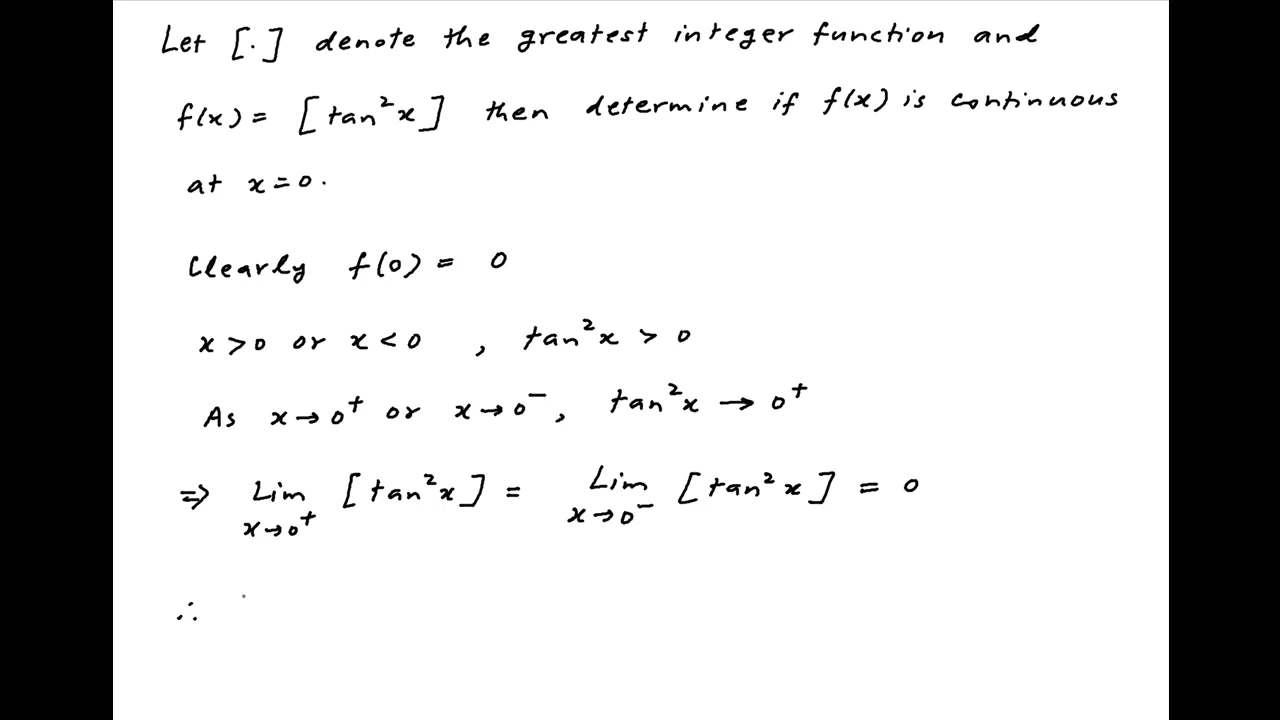 Let [.] denote the greatest integer function and
f(x) = [tan²x] then determine if f(x) is continuous
at x=0.
Clearly f(0) = 0
x>0 or x<0 , tan²x > 0
As x→0⁺ or x→0⁻, tan²x → 0⁺
⇒ Lim x→0⁺ [tan²x] = Lim x→0⁻ [tan²x] = 0
∴